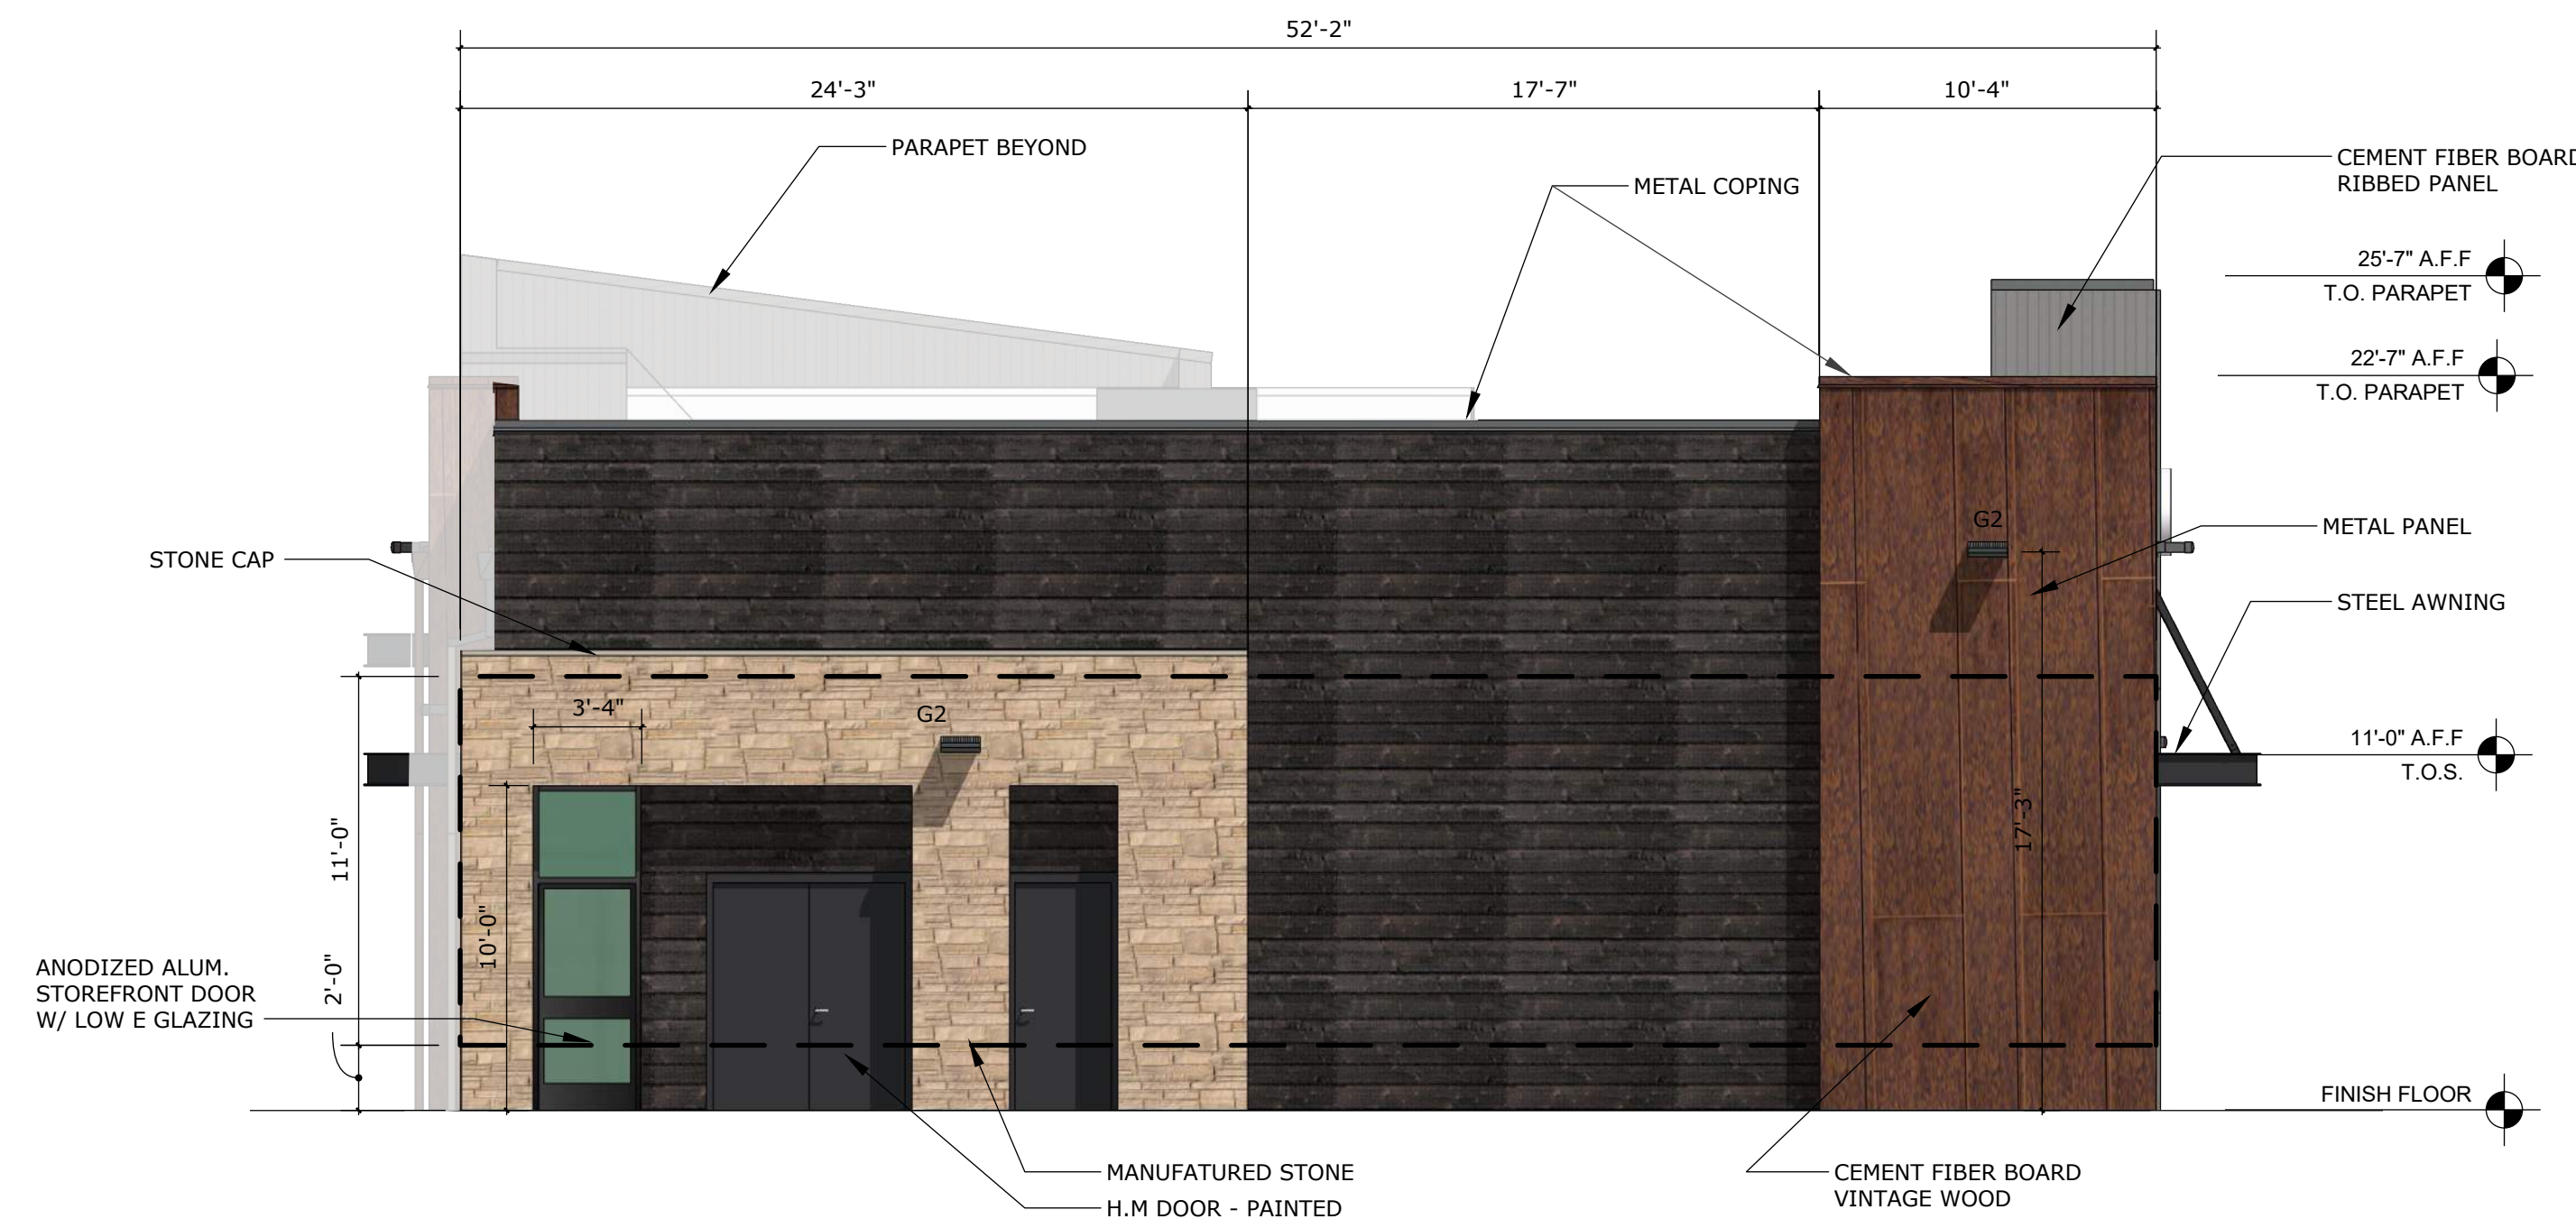 52'-2"
24'-3"
17'-7"
10'-4"
PARAPET BEYOND
METAL COPING
CEMENT FIBER BOARD
RIBBED PANEL
25'-7" A.F.F
T.O. PARAPET
22'-7" A.F.F
T.O. PARAPET
G2
METAL PANEL
STONE CAP
STEEL AWNING
3'-4"
G2
11'-0" A.F.F
T.O.S.
17'-3"
11'-0"
10'-0"
2'-0"
ANODIZED ALUM.
STOREFRONT DOOR
W/ LOW E GLAZING
FINISH FLOOR
MANUFATURED STONE
H.M DOOR - PAINTED
CEMENT FIBER BOARD
VINTAGE WOOD